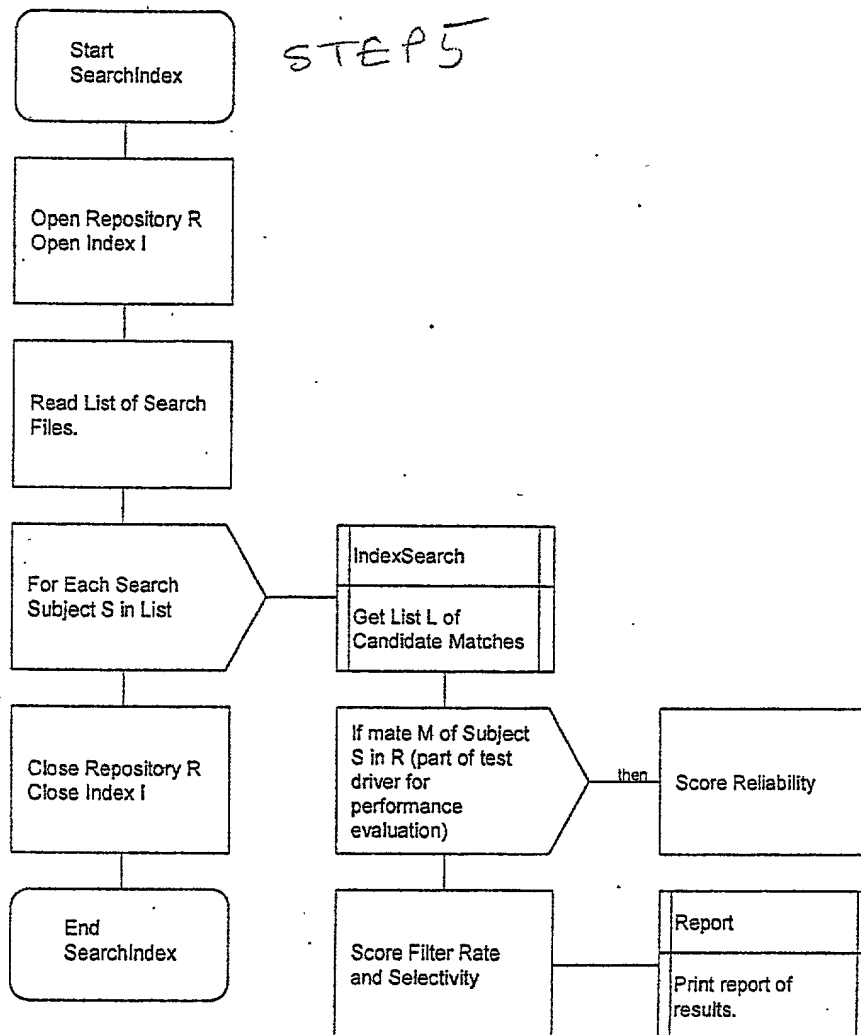 Start
SearchIndex
STEP 5
Open Repository R
Open Index I
Read List of Search
Files.
For Each Search
Subject S in List
IndexSearch
Get List L of
Candidate Matches
Close Repository R
Close Index I
If mate M of Subject
S in R (part of test
driver for
performance
evaluation)
then
Score Reliability
End
SearchIndex
Score Filter Rate
and Selectivity
Report
Print report of
results.